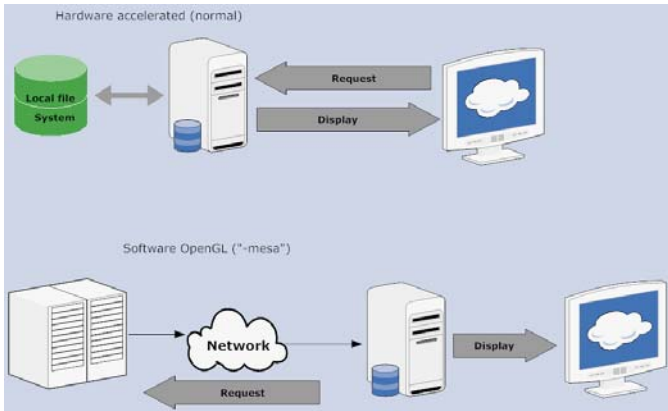 Hardware accelerated (normal)
Local file
System
Request
Display
Software OpenGL ("-mesa")
Network
Display
Request